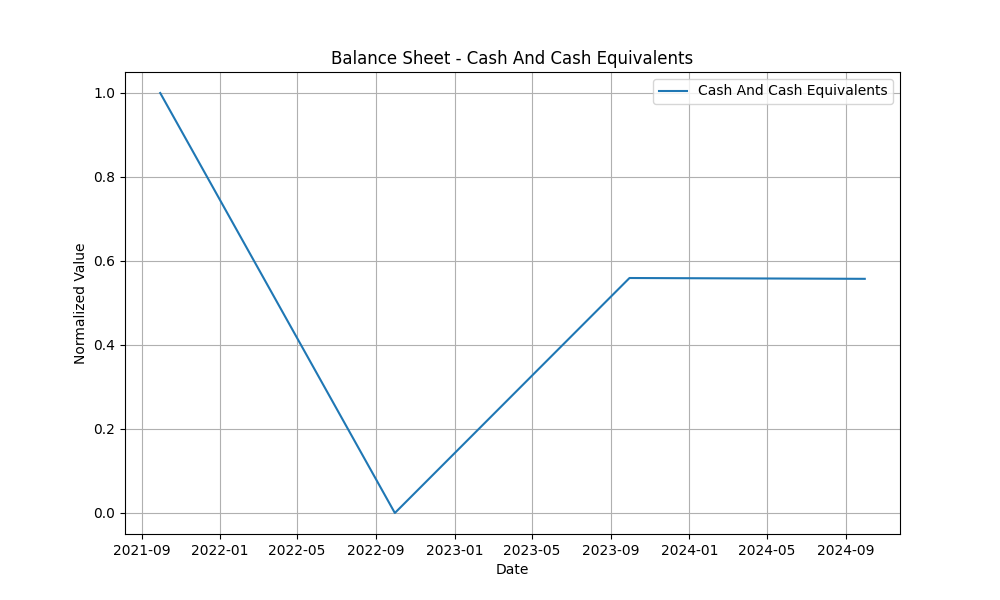 Balance Sheet - Cash And Cash Equivalents
Cash And Cash Equivalents
Normalized Value
1.0
0.8
0.6
0.4
0.2
0.0
2021-09 2022-01 2022-05 2022-09 2023-01 2023-05 2023-09 2024-01 2024-05 2024-09
Date